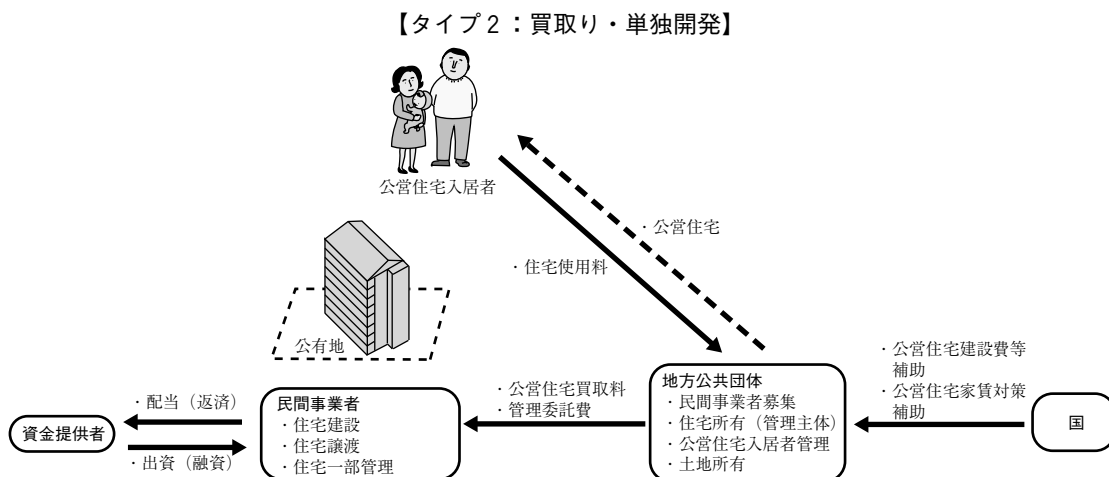 【タイプ2:買取り・単独開発】
公営住宅入居者
・公営住宅
・住宅使用料
公有地
・公営住宅建設費等
補助
・公営住宅家賃対策
補助
地方公共団体
・民間事業者募集
・住宅所有(管理主体)
・公営住宅入居者管理
・土地所有
・公営住宅買取料
・管理委託費
民間事業者
・住宅建設
・住宅譲渡
・住宅一部管理
・配当(返済)
・出資(融資)
資金提供者
国